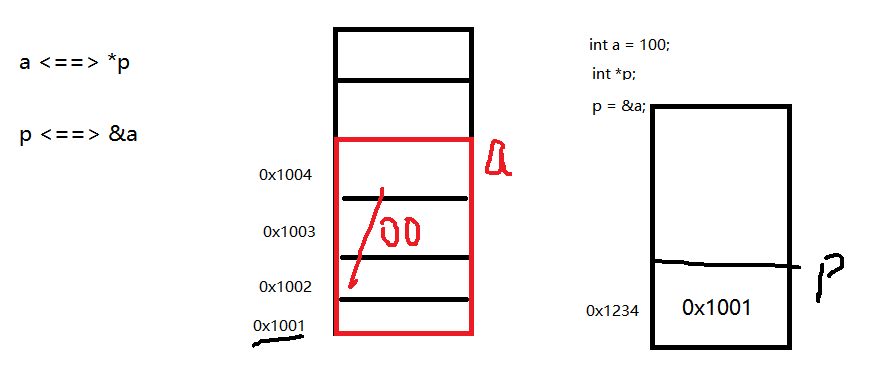 a <==> *p
p <==> &a
0x1004
0x1003
0x1002
0x1001
a
100
int a = 100;
int *p;
p = &a;
0x1234
0x1001
P